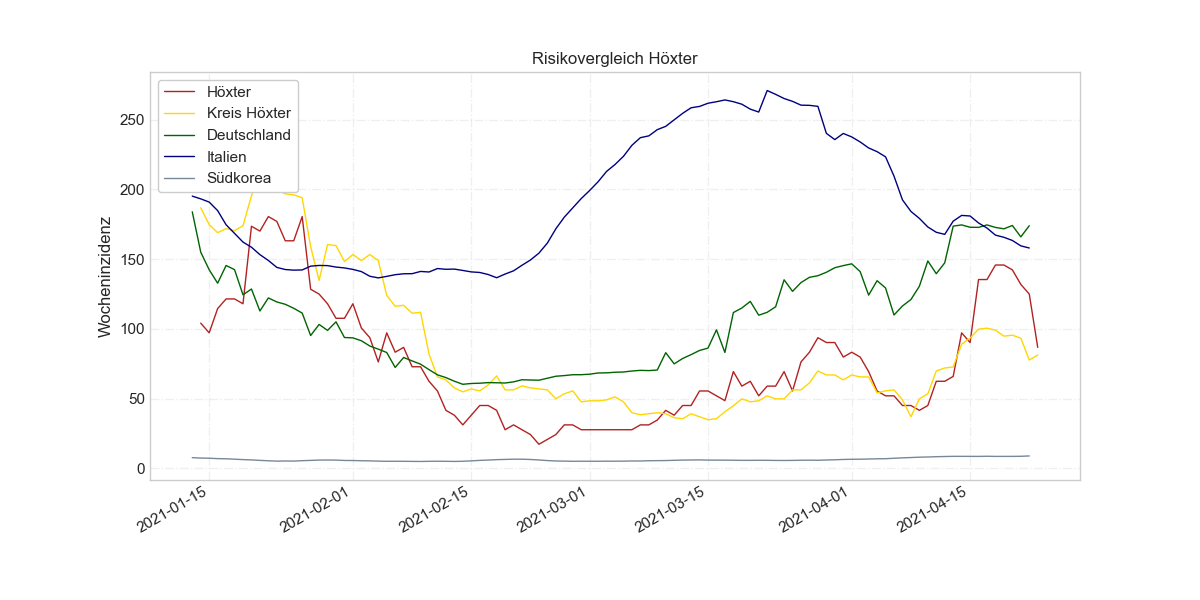 Risikovergleich Höxter
Höxter
Kreis Höxter
Deutschland
Italien
Südkorea
Wocheninzidenz
250
200
150
100
50
0
2021-01-15
2021-02-01
2021-02-15
2021-03-01
2021-03-15
2021-04-01
2021-04-15